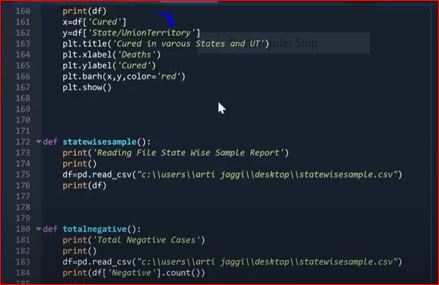 160 print(df)
161 x=df['Cured']
162 y=df['State/UnionTerritory']
163 plt.title('Cured in varous States and UT')
164 plt.xlabel('Deaths')
165 plt.ylabel('Cured')
166 plt.barh(x,y,color='red')
167 plt.show()
168
169
170
171
172 def statewisesample():
173 print('Reading File State Wise Sample Report')
174 print()
175 df=pd.read_csv("c:\\users\\arti jaggi\\desktop\\statewisesample.csv")
176 print(df)
177
178
179
180 def totalnegative():
181 print('Total Negative Cases')
182 print()
183 df=pd.read_csv("c:\\users\\arti jaggi\\desktop\\statewisesample.csv")
184 print(df['Negative'].count())